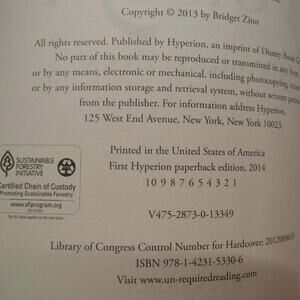 Copyright © 2013 by Bridget Zinn
All rights reserved. Published by Hyperion, an imprint of Disney Book
No part of this book may be reproduced or transmitted in any
or by any means, electronic or mechanical, including photocopying,
or by any information storage and retrieval system, without written
from the publisher. For information address Hyperion,
125 West End Avenue, New York, New York 10023.
Printed in the United States of America
First Hyperion paperback edition, 2014
10 9 8 7 6 5 4 3 2 1
V475-2873-0-13349
SUSTAINABLE
FORESTRY
INITIATIVE
Certified Chain of Custody
Promoting Sustainable Forestry
www.sfiprogram.org
Library of Congress Control Number for Hardcover:
ISBN 978-1-4231-5330-6
Visit www.un-requiredreading.com